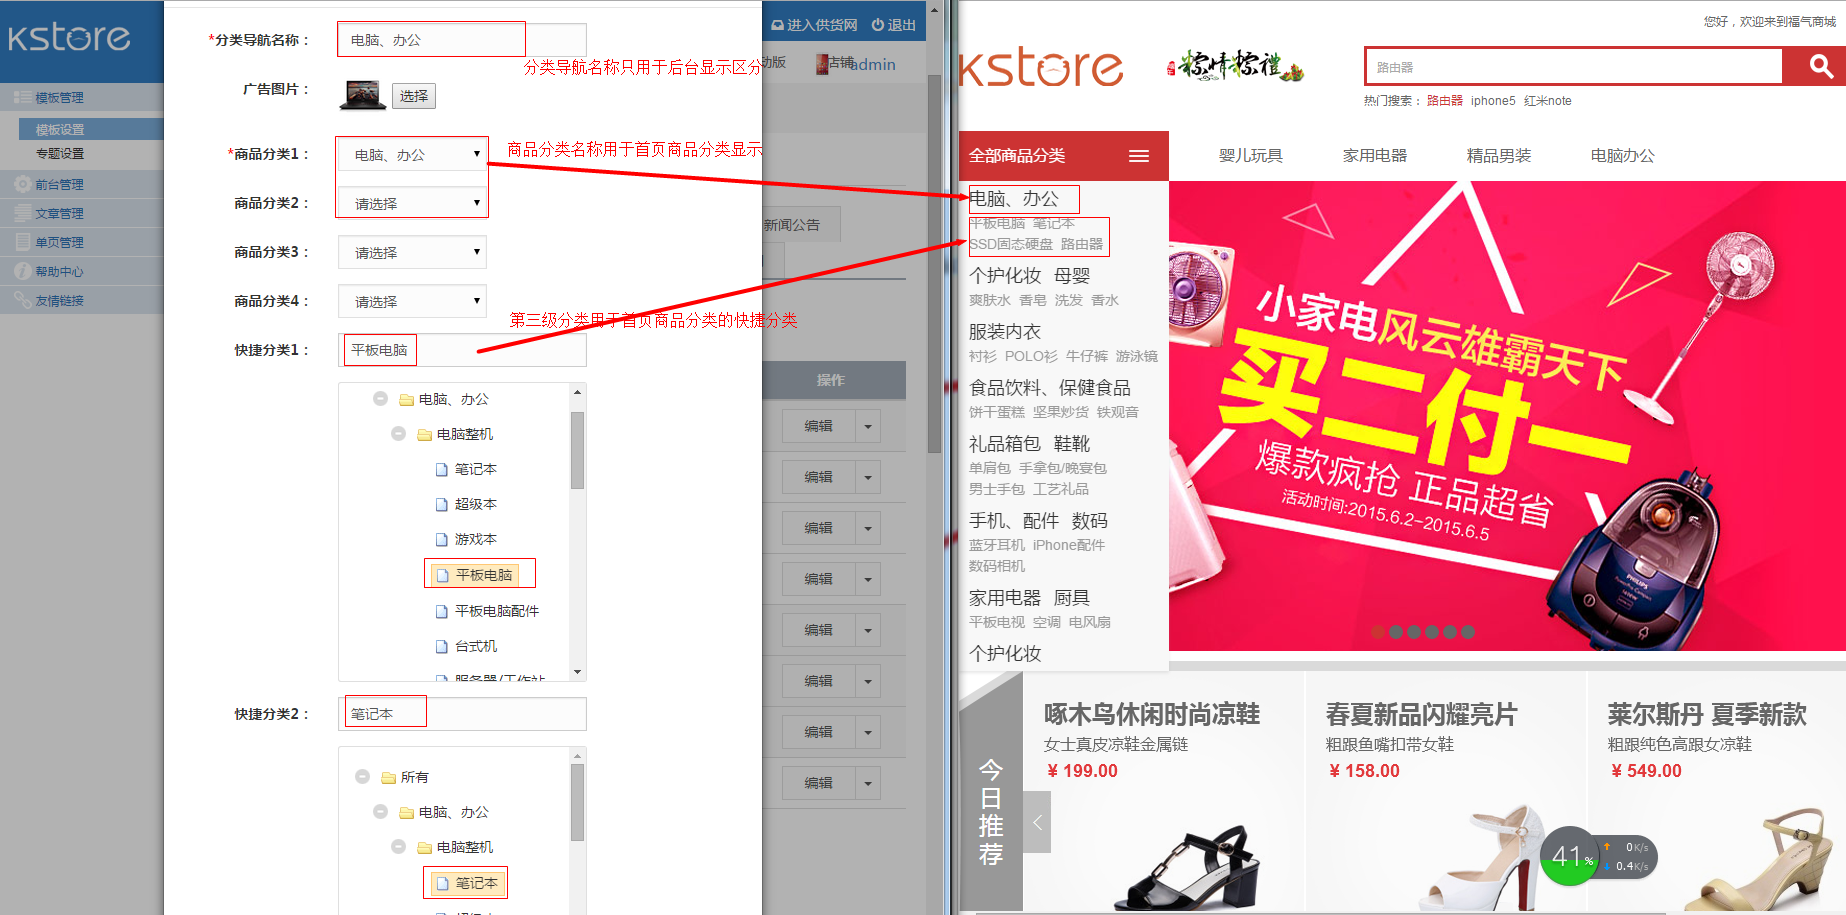 kstore
模板管理
模板设置
专题设置
前台管理
文章管理
单页管理
帮助中心
友情链接
*分类导航名称：
电脑、办公
分类导航名称只用于后台显示区分
广告图片：
选择
*商品分类1：
电脑、办公
商品分类名称用于首页商品分类显示
商品分类2：
请选择
商品分类3：
请选择
商品分类4：
请选择
第三级分类用于首页商品分类的快捷分类
快捷分类1：
平板电脑
电脑、办公
电脑整机
笔记本
超级本
游戏本
平板电脑
平板电脑配件
台式机
服务器/工作站
快捷分类2：
笔记本
所有
电脑、办公
电脑整机
笔记本
进入供货网
退出
版
店铺
admin
新闻公告
操作
编辑
编辑
编辑
编辑
编辑
编辑
编辑
编辑
您好，欢迎来到福气商城
kstore
粽情粽禮
路由器
热门搜索： 路由器 iphone5 红米note
全部商品分类
婴儿玩具 家用电器 精品男装 电脑办公
电脑、办公
平板电脑 笔记本
SSD固态硬盘 路由器
个护化妆 母婴
爽肤水 香皂 洗发 香水
服装内衣
衬衫 POLO衫 牛仔裤 游泳镜
食品饮料、保健食品
饼干蛋糕 坚果炒货 铁观音
礼品箱包 鞋靴
单肩包 手拿包/晚宴包
男士手包 工艺礼品
手机、配件 数码
蓝牙耳机 iPhone配件
数码相机
家用电器 厨具
平板电视 空调 电风扇
个护化妆
小家电风云雄霸天下
买二付一
爆款疯抢 正品超省
活动时间:2015.6.2-2015.6.5
PHILIPS
今日推荐
啄木鸟休闲时尚凉鞋
女士真皮凉鞋金属链
¥ 199.00
春夏新品闪耀亮片
粗跟鱼嘴扣带女鞋
¥ 158.00
莱尔斯丹 夏季新款
粗跟纯色高跟女凉鞋
¥ 549.00
41%
0K/s
0.4K/s